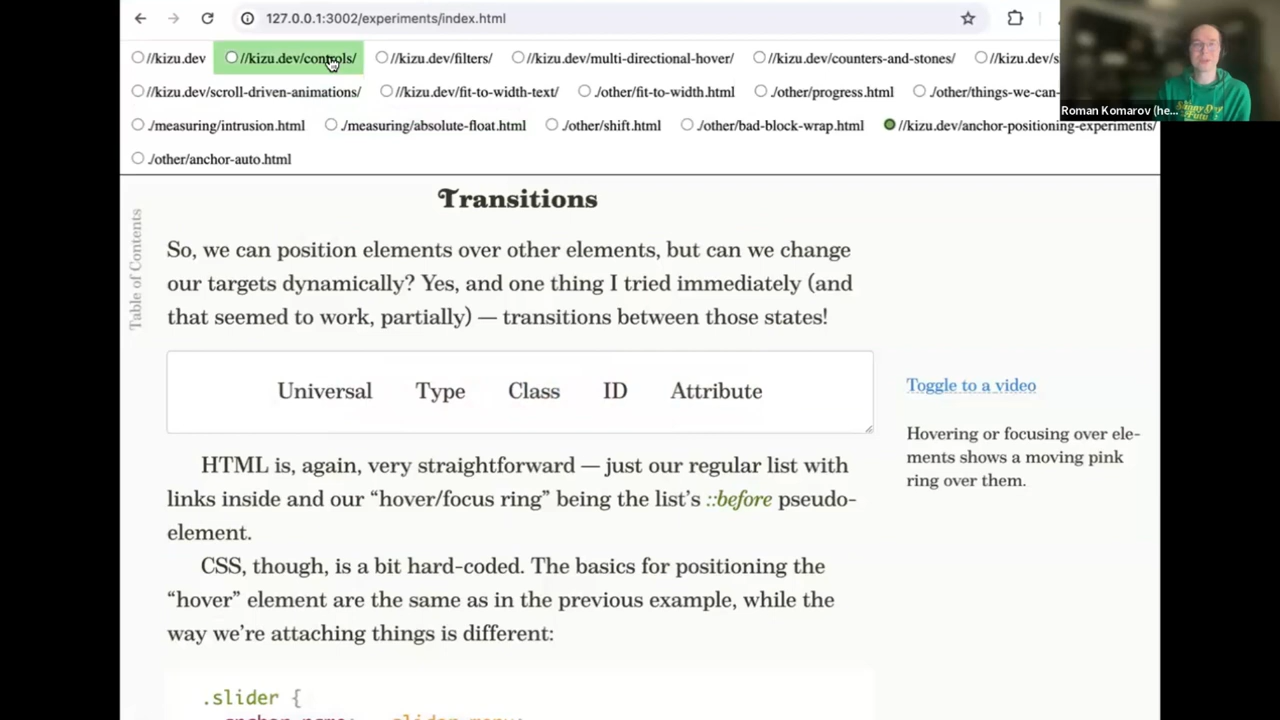 127.0.0.1:3002/experiments/index.html
//kizu.dev //kizu.dev/controls/ //kizu.dev/filters/ //kizu.dev/multi-directional-hover/ //kizu.dev/counters-and-stones/
//kizu.dev/scroll-driven-animations/ //kizu.dev/fit-to-width-text/ ./other/fit-to-width.html ./other/progress.html ./other/things-we-can-
./measuring/intrusion.html ./measuring/absolute-float.html ./other/shift.html ./other/bad-block-wrap.html //kizu.dev/anchor-positioning-experiments/
./other/anchor-auto.html
Roman Komarov (he...
Table of Contents
Transitions
So, we can position elements over other elements, but can we change
our targets dynamically? Yes, and one thing I tried immediately (and
that seemed to work, partially) — transitions between those states!
Universal Type Class ID Attribute
Toggle to a video
Hovering or focusing over ele-
ments shows a moving pink
ring over them.
HTML is, again, very straightforward — just our regular list with
links inside and our “hover/focus ring” being the list’s ::before pseudo-
element.
CSS, though, is a bit hard-coded. The basics for positioning the
“hover” element are the same as in the previous example, while the
way we’re attaching things is different:
.slider {